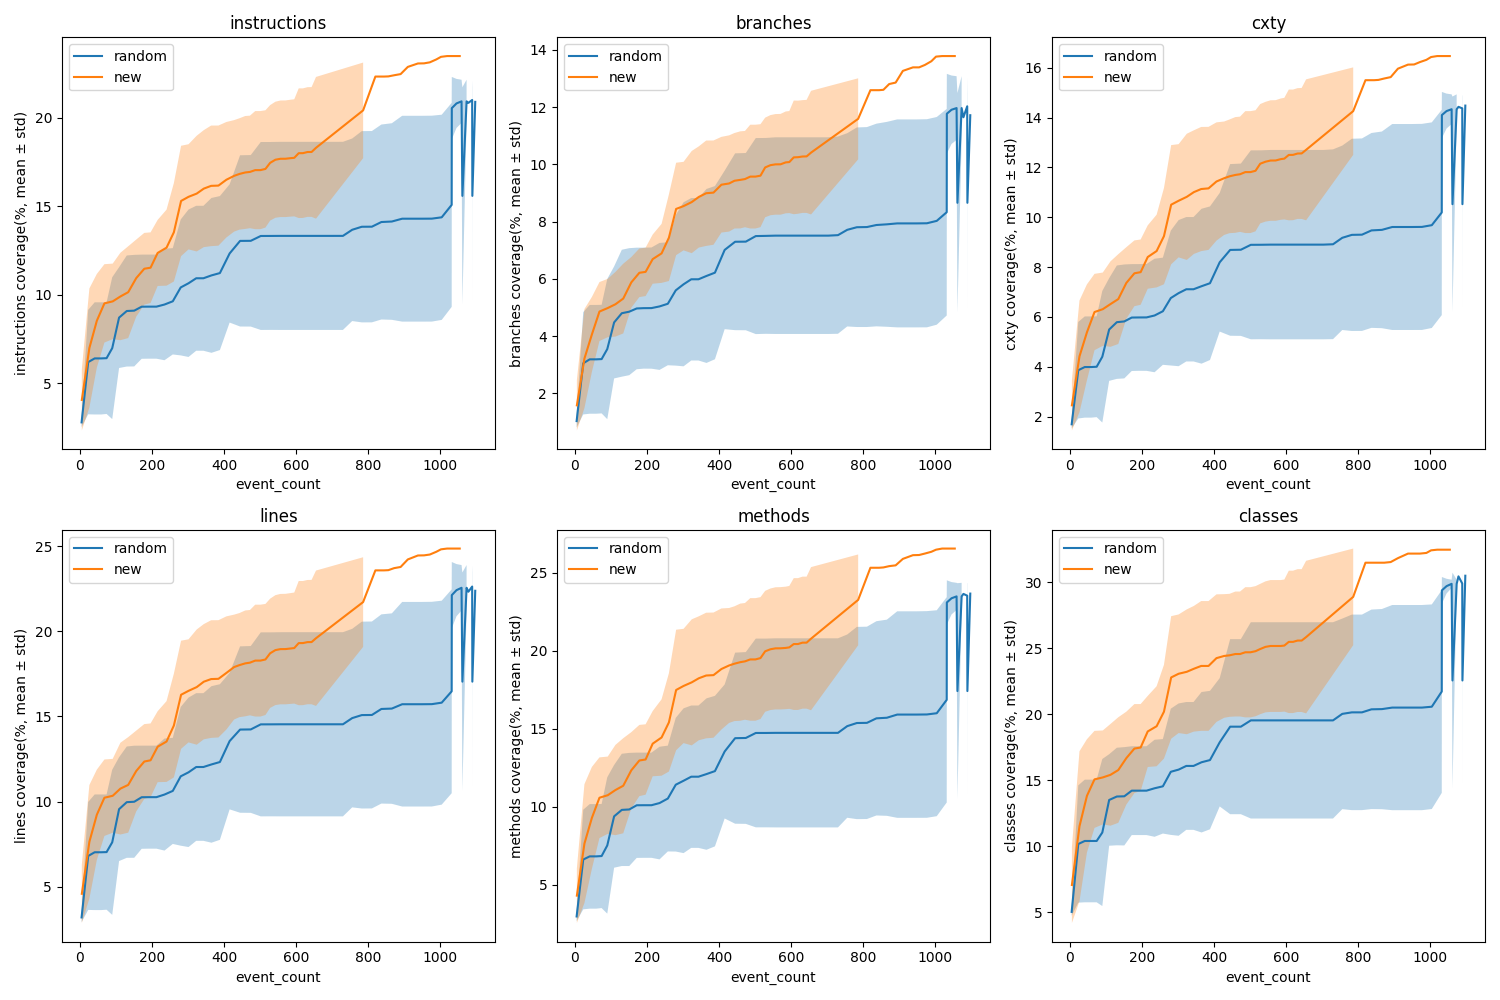 instructions
random
new
20
15
10
5
instructions coverage(%, mean ± std)
0 200 400 600 800 1000
event_count
branches
random
new
14
12
10
8
6
4
2
branches coverage(%, mean ± std)
0 200 400 600 800 1000
event_count
cxty
random
new
16
14
12
10
8
6
4
2
cxty coverage(%, mean ± std)
0 200 400 600 800 1000
event_count
lines
random
new
25
20
15
10
5
lines coverage(%, mean ± std)
0 200 400 600 800 1000
event_count
methods
random
new
25
20
15
10
5
methods coverage(%, mean ± std)
0 200 400 600 800 1000
event_count
classes
random
new
30
25
20
15
10
5
classes coverage(%, mean ± std)
0 200 400 600 800 1000
event_count